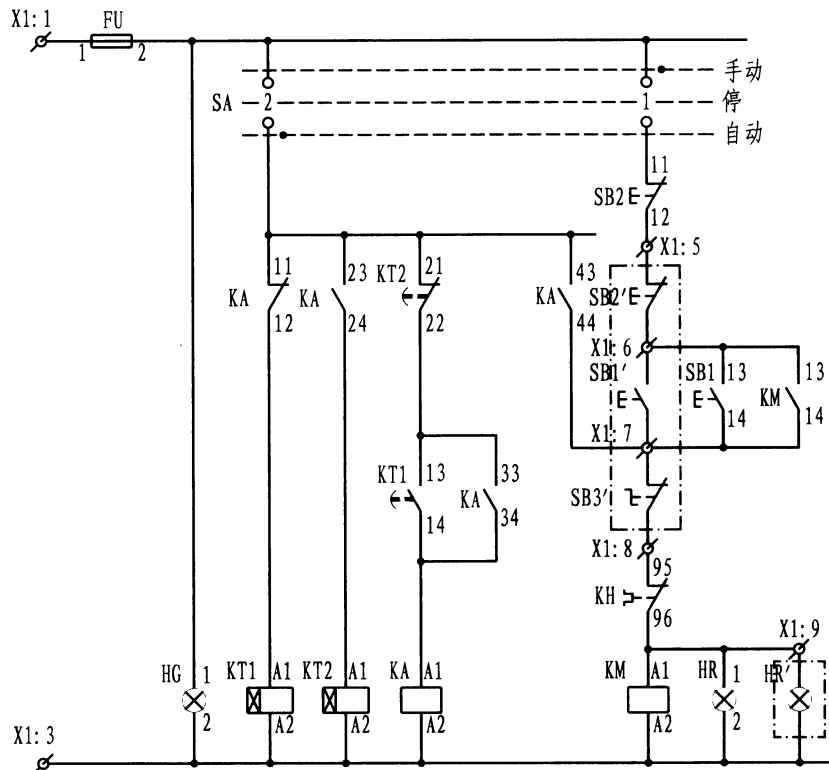 X1:1 FU
1 2
手动
SA 2 1 停
自动
11
SB2
12
X1:5
11 23 KT2 21 43
KA KA KA SB2′
12 24 22 44
X1:6
SB1′ SB1 13 13
KM
14 14
X1:7
KT1 13 33
KA SB3′
14 34
X1:8
95
KH
96
X1:9
HG 1 KT1 A1 KT2 A1 KA A1 KM A1 HR 1 HR′
2 A2 A2 A2 A2 2
X1:3